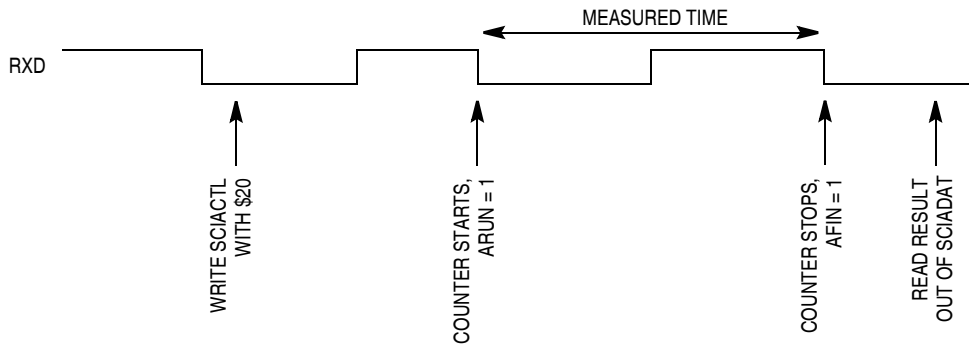 MEASURED TIME
RXD
WRITE SCIACTL
WITH $20
COUNTER STARTS,
ARUN = 1
COUNTER STOPS,
AFIN = 1
READ RESULT
OUT OF SCIADAT